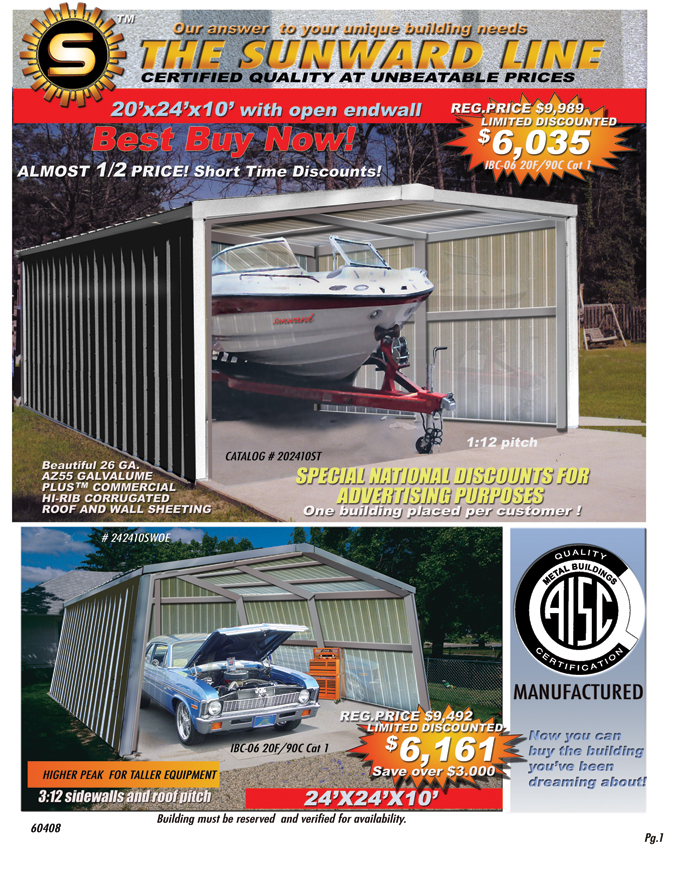 S
TM
Our answer to your unique building needs
THE SUNWARD LINE
CERTIFIED QUALITY AT UNBEATABLE PRICES
20'x24'x10' with open endwall
REG.PRICE $9,989
LIMITED DISCOUNTED
$6,035
IBC-06 20F/90C Cat 1
Best Buy Now!
ALMOST 1/2 PRICE! Short Time Discounts!
Sunward
1:12 pitch
CATALOG # 202410ST
Beautiful 26 GA.
AZ55 GALVALUME
PLUS™ COMMERCIAL
HI-RIB CORRUGATED
ROOF AND WALL SHEETING
SPECIAL NATIONAL DISCOUNTS FOR
ADVERTISING PURPOSES
One building placed per customer !
# 242410SWOE
QUALITY
METAL BUILDINGS
AISC
CERTIFICATION
MANUFACTURED
REG.PRICE $9,492
LIMITED DISCOUNTED
$6,161
Save over $3.000
IBC-06 20F/90C Cat 1
Now you can
buy the building
you've been
dreaming about!
HIGHER PEAK FOR TALLER EQUIPMENT
3:12 sidewalls and roof pitch
24'X24'X10'
Building must be reserved and verified for availability.
60408
Pg.1